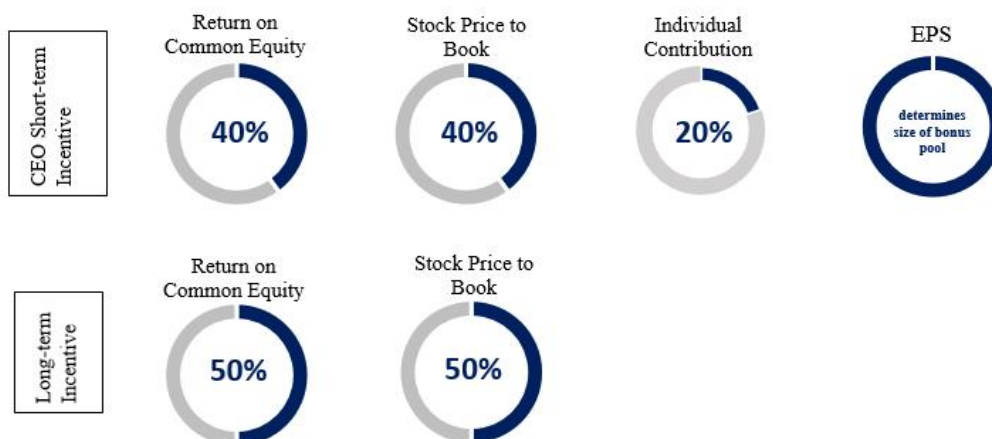 CEO Short-term
Incentive
Return on
Common Equity
40%
Stock Price to
Book
40%
Individual
Contribution
20%
EPS
determines
size of bonus
pool
Long-term
Incentive
Return on
Common Equity
50%
Stock Price to
Book
50%